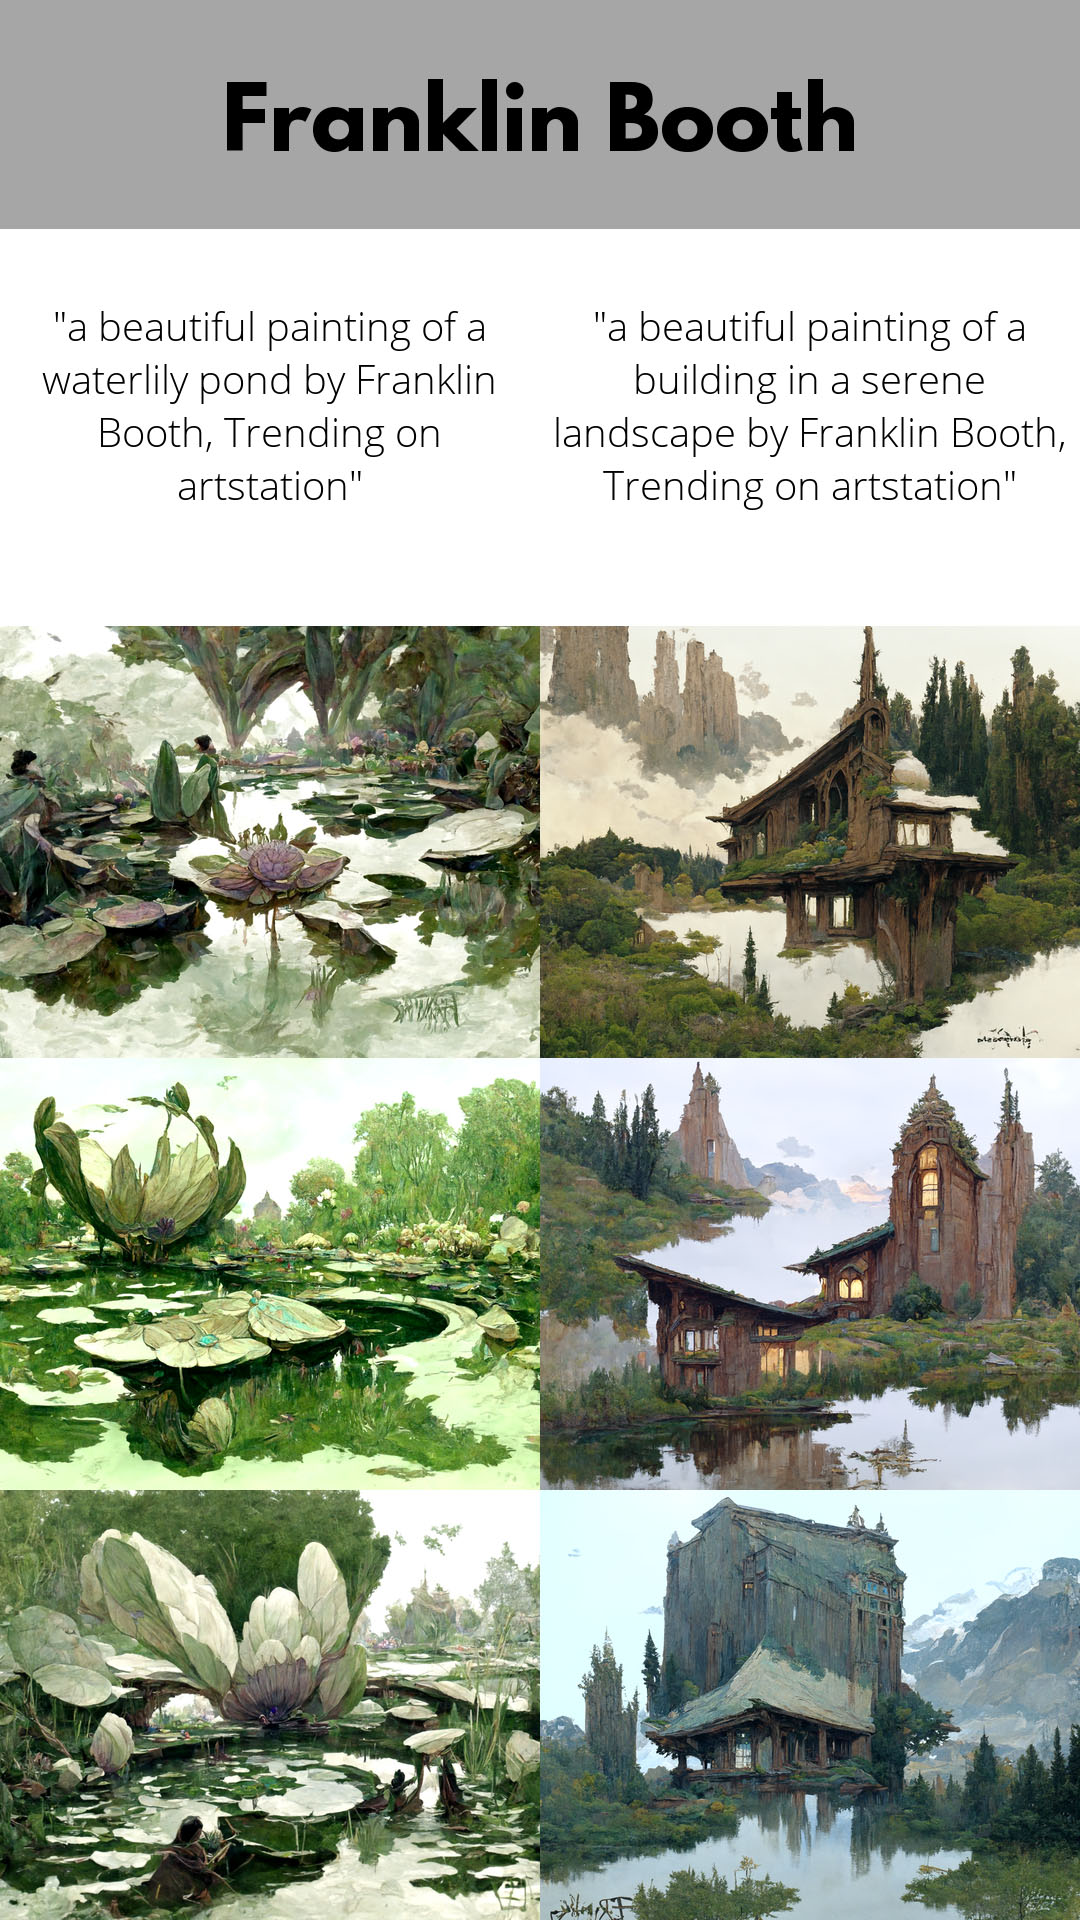 Franklin Booth
"a beautiful painting of a
waterlily pond by Franklin
Booth, Trending on
artstation"
"a beautiful painting of a
building in a serene
landscape by Franklin Booth,
Trending on artstation"